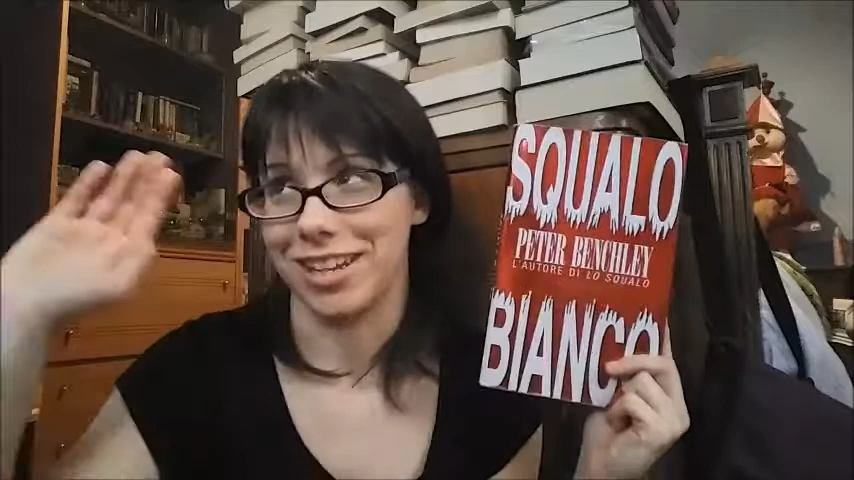 SQUALO
PETER BENCHLEY
L'AUTORE DI LO SQUALO
BIANCO